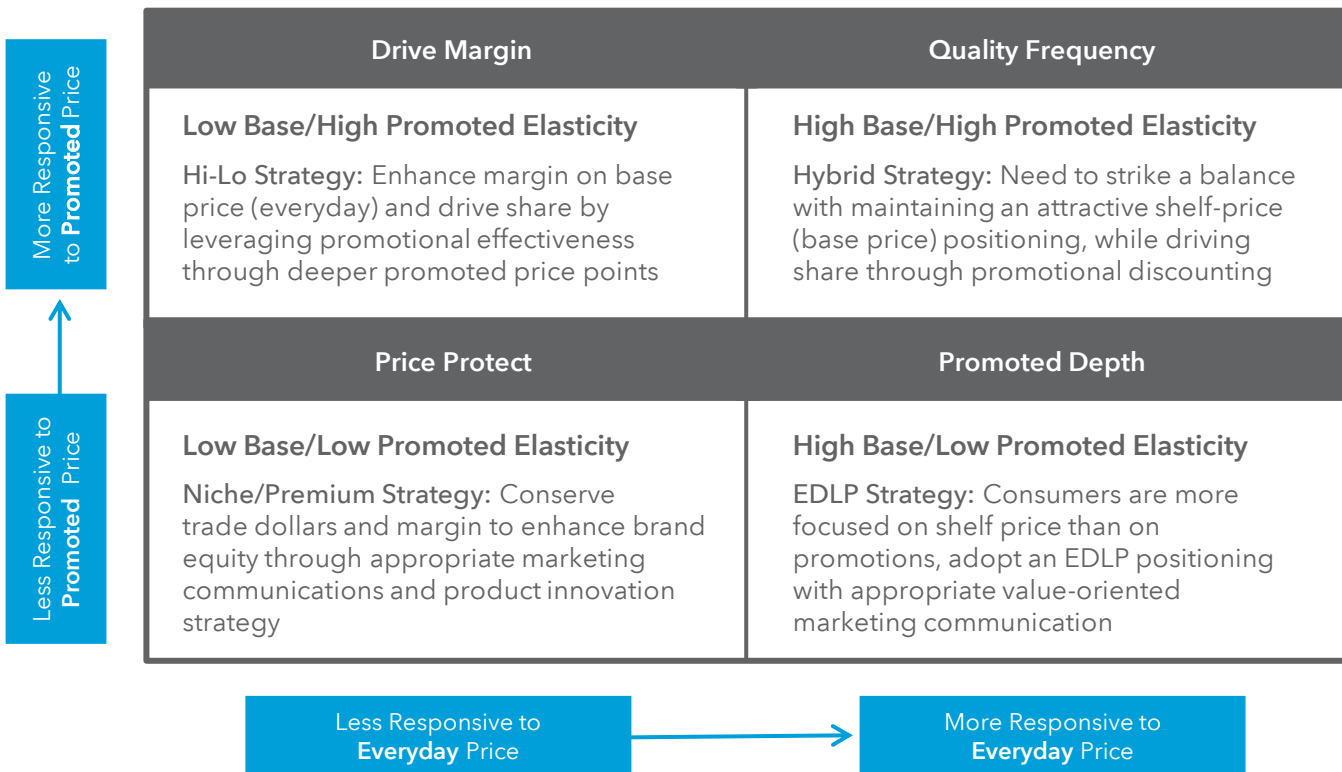 More Responsive
to Promoted Price
Less Responsive to
Promoted Price
Drive Margin
Quality Frequency
Low Base/High Promoted Elasticity
Hi-Lo Strategy: Enhance margin on base
price (everyday) and drive share by
leveraging promotional effectiveness
through deeper promoted price points
High Base/High Promoted Elasticity
Hybrid Strategy: Need to strike a balance
with maintaining an attractive shelf-price
(base price) positioning, while driving
share through promotional discounting
Price Protect
Promoted Depth
Low Base/Low Promoted Elasticity
Niche/Premium Strategy: Conserve
trade dollars and margin to enhance brand
equity through appropriate marketing
communications and product innovation
strategy
High Base/Low Promoted Elasticity
EDLP Strategy: Consumers are more
focused on shelf price than on
promotions, adopt an EDLP positioning
with appropriate value-oriented
marketing communication
Less Responsive to
Everyday Price
More Responsive to
Everyday Price